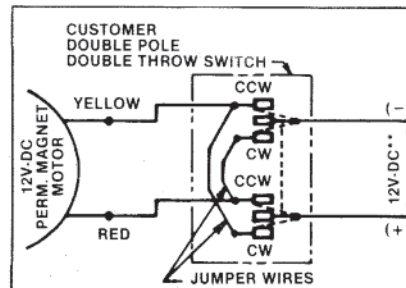 CUSTOMER
DOUBLE POLE
DOUBLE THROW SWITCH
CCW
YELLOW
(-)
CW
12V-DC
PERM. MAGNET
MOTOR
CCW
12V-DC**
RED
(+)
CW
JUMPER WIRES